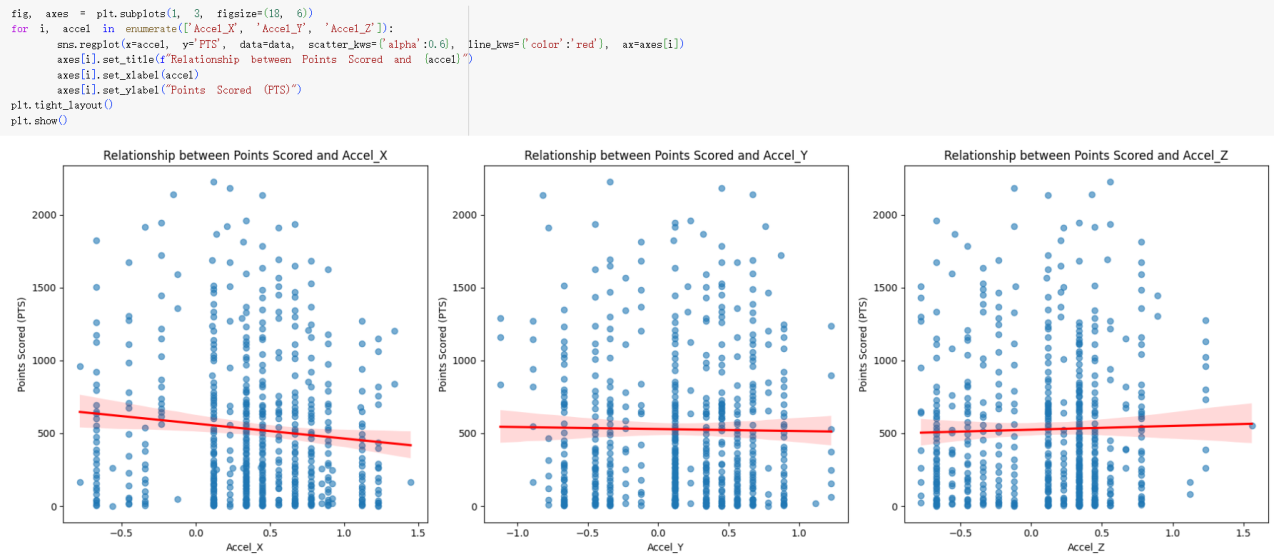 fig, axes = plt.subplots(1, 3, figsize=(18, 6))
for i, accel in enumerate(['Accel_X', 'Accel_Y', 'Accel_Z']):
sns.regplot(x=accel, y='PTS', data=data, scatter_kws={'alpha':0.6}, line_kws={'color':'red'}, ax=axes[i])
axes[i].set_title(f"Relationship between Points Scored and {accel}")
axes[i].set_xlabel(accel)
axes[i].set_ylabel("Points Scored (PTS)")
plt.tight_layout()
plt.show()
Relationship between Points Scored and Accel_X
Points Scored (PTS)
2000
1500
1000
500
0
−0.5 0.0 0.5 1.0 1.5
Accel_X
Relationship between Points Scored and Accel_Y
Points Scored (PTS)
2000
1500
1000
500
0
−1.0 −0.5 0.0 0.5 1.0
Accel_Y
Relationship between Points Scored and Accel_Z
Points Scored (PTS)
2000
1500
1000
500
0
−0.5 0.0 0.5 1.0 1.5
Accel_Z